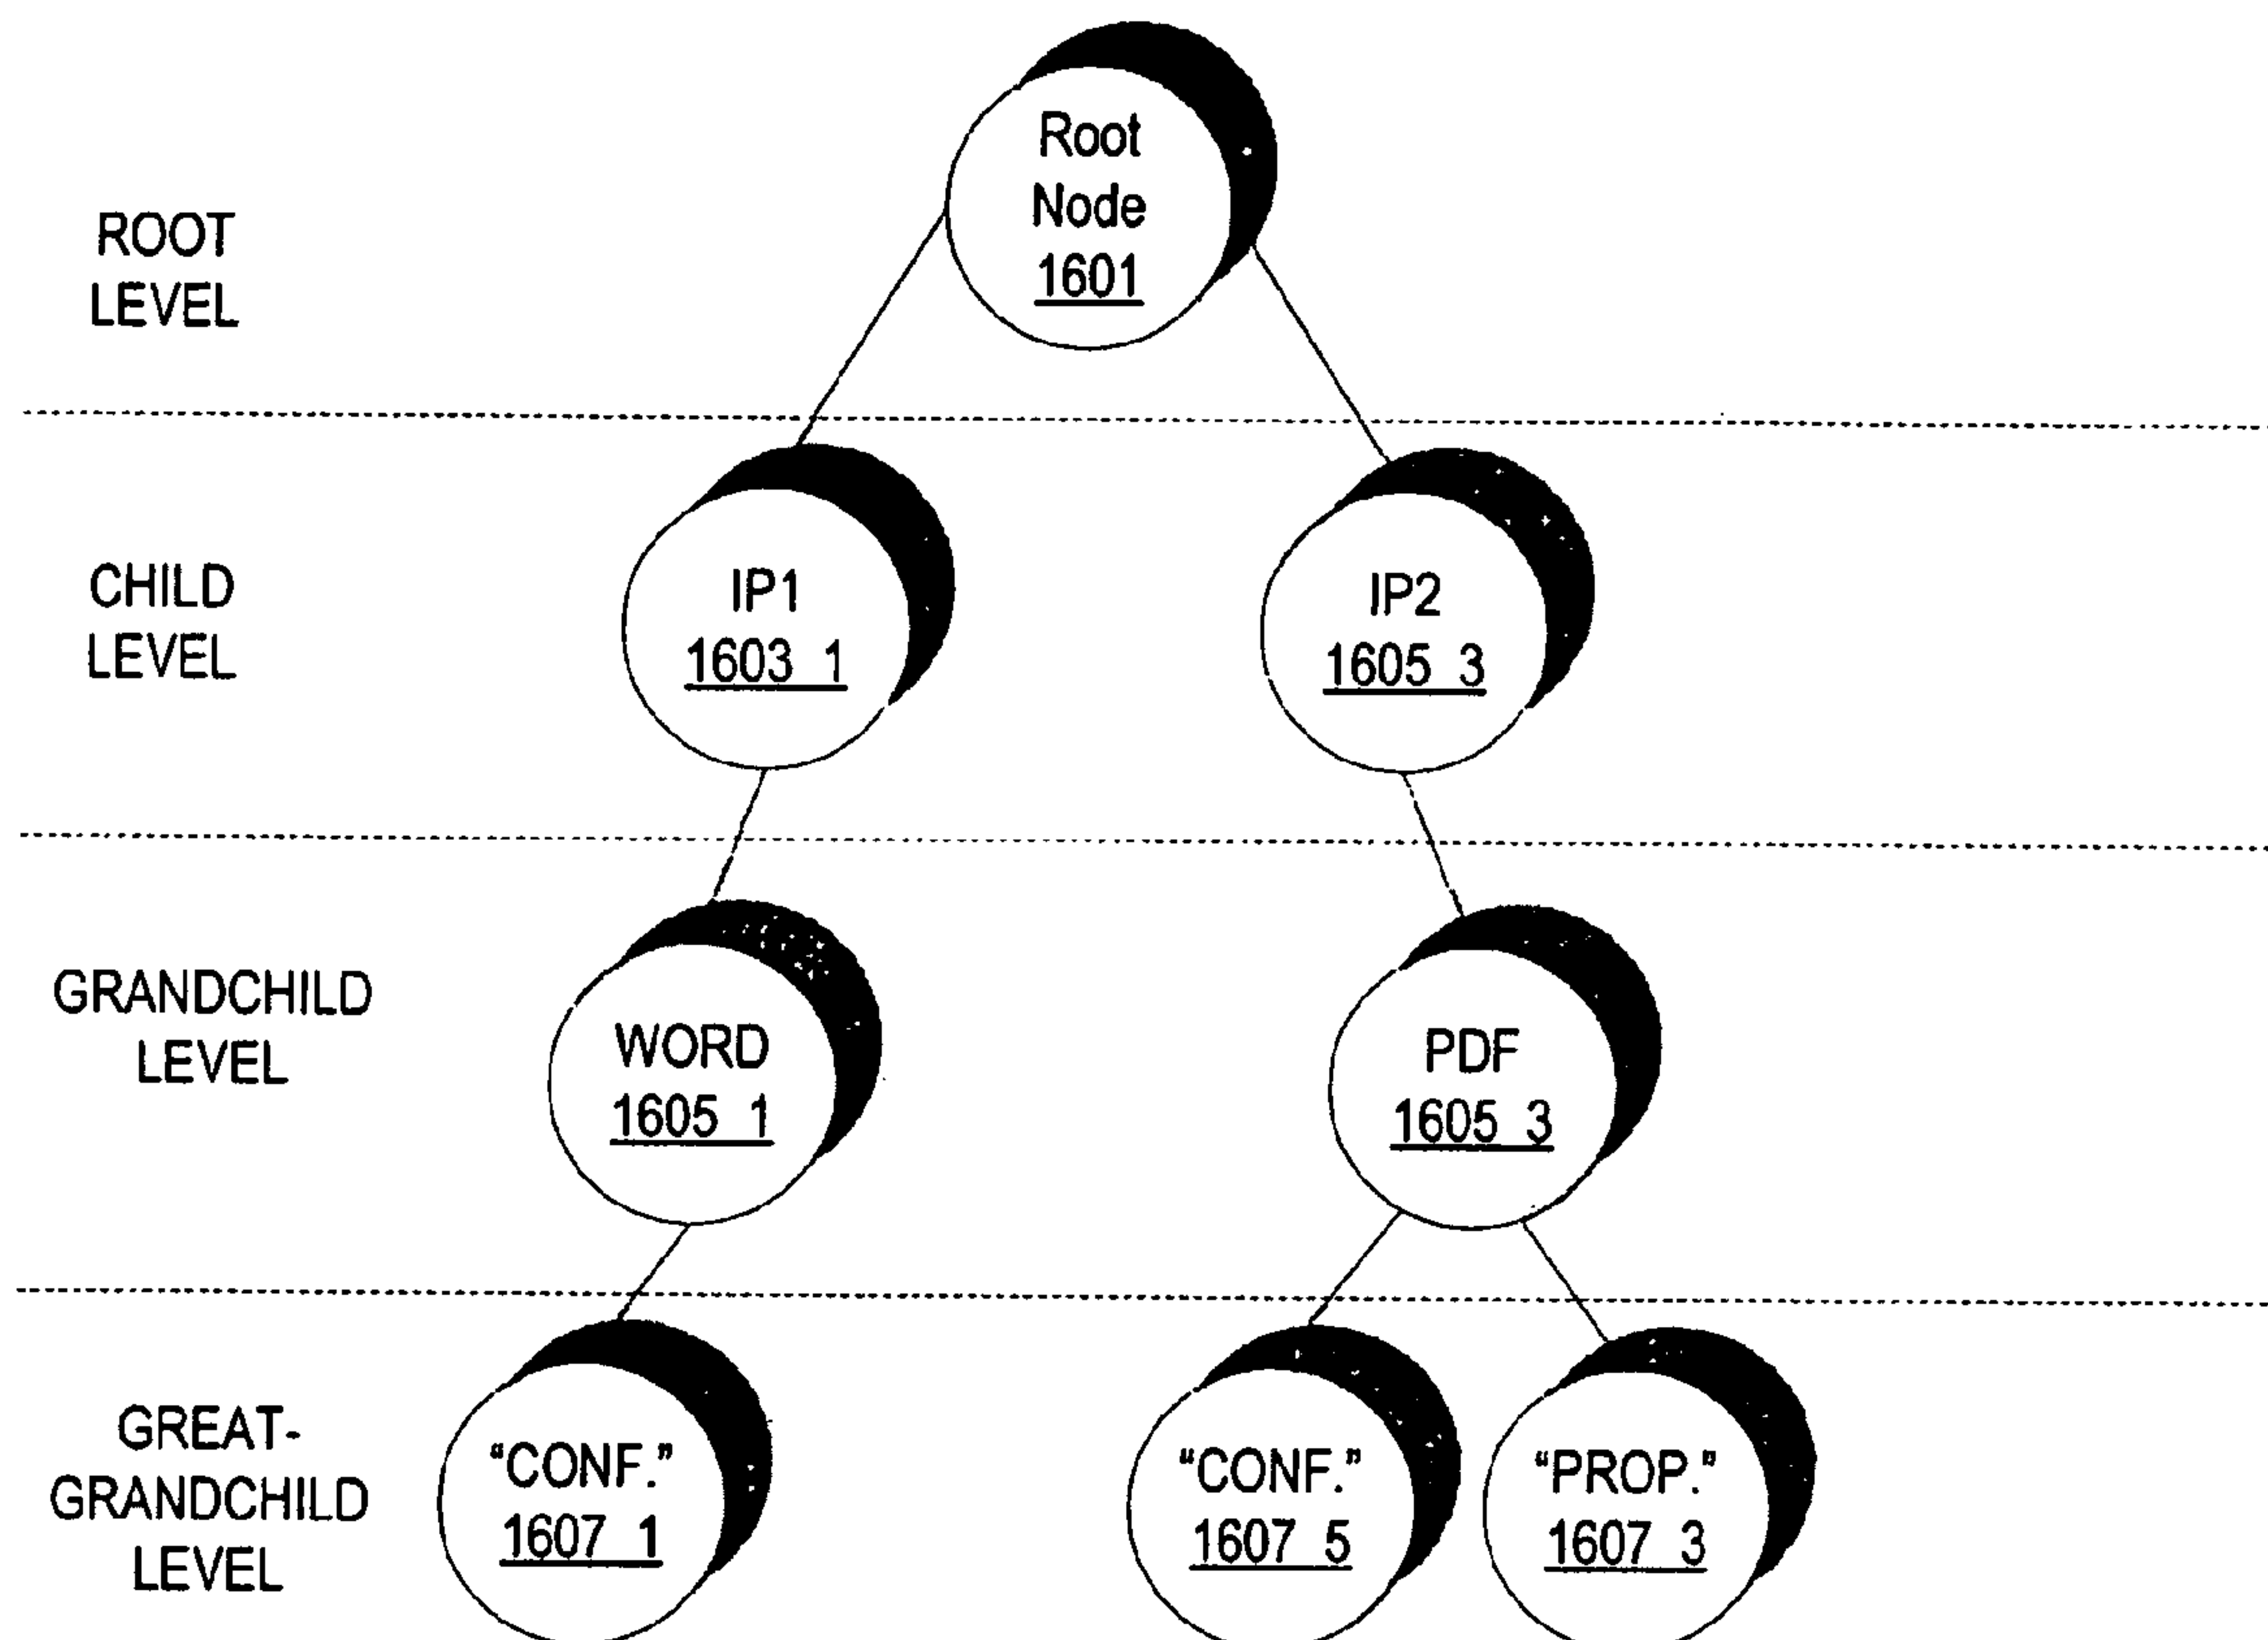 Root
Node
1601
ROOT
LEVEL
CHILD
LEVEL
IP1
1603_1
IP2
1605_3
GRANDCHILD
LEVEL
WORD
1605_1
PDF
1605_3
GREAT-
GRANDCHILD
LEVEL
“CONF.”
1607_1
“CONF.”
1607_5
“PROP.”
1607_3